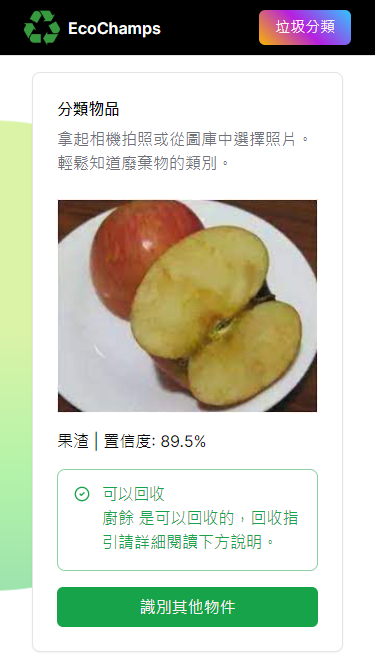 EcoChamps
垃圾分類
分類物品
拿起相機拍照或從圖庫中選擇照片。
輕鬆知道廢棄物的類別。
果渣 | 置信度: 89.5%
可以回收
廚餘 是可以回收的，回收指
引請詳細閱讀下方說明。
識別其他物件